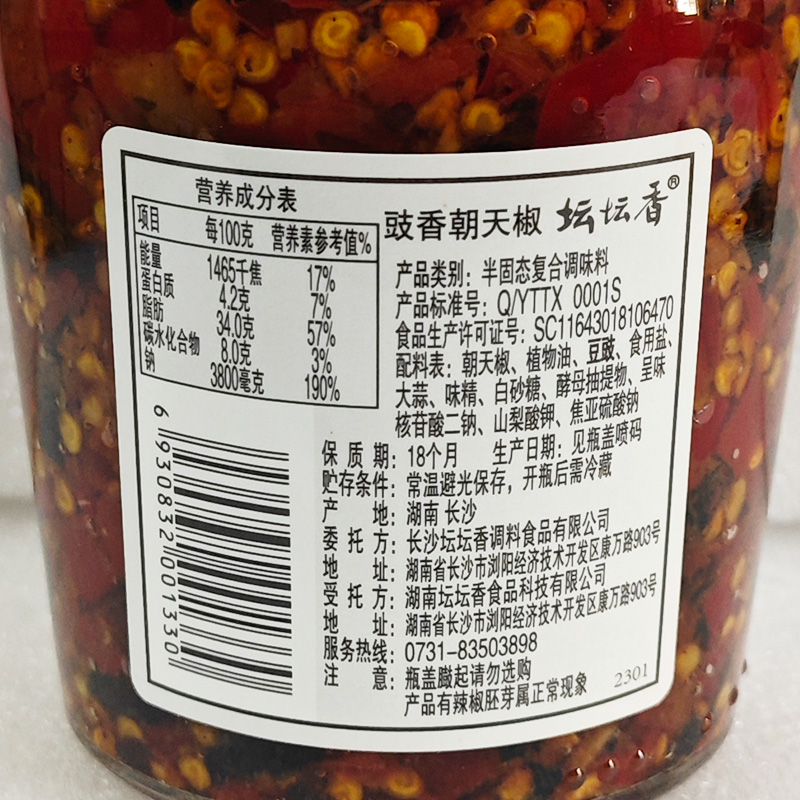 营养成分表
项目 每100克 营养素参考值%
能量 1465千焦 17%
蛋白质 4.2克 7%
脂肪 34.0克 57%
碳水化合物 8.0克 3%
钠 3800毫克 190%
6 930832 001330
豉香朝天椒 坛坛香®
产品类别：半固态复合调味料
产品标准号：Q/YTTX 0001S
食品生产许可证号：SC11643018106470
配料表：朝天椒、植物油、豆豉、食用盐、
大蒜、味精、白砂糖、酵母抽提物、呈味
核苷酸二钠、山梨酸钾、焦亚硫酸钠
保质期：18个月 生产日期：见瓶盖喷码
贮存条件：常温避光保存，开瓶后需冷藏
产地：湖南 长沙
委托方：长沙坛坛香调料食品有限公司
地址：湖南省长沙市浏阳经济技术开发区康万路903号
受托方：湖南坛坛香食品科技有限公司
地址：湖南省长沙市浏阳经济技术开发区康万路903号
服务热线：0731-83503898
注意：瓶盖臌起请勿选购
产品有辣椒胚芽属正常现象 2301